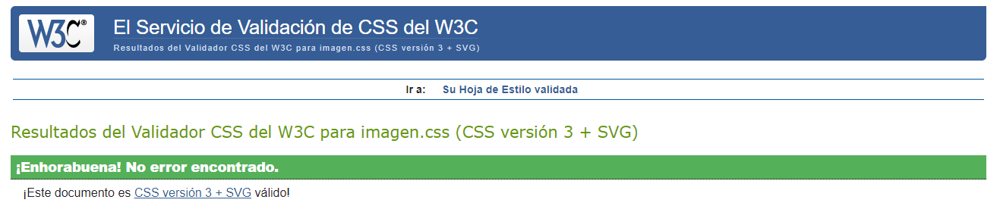 W3C®
El Servicio de Validación de CSS del W3C
Resultados del Validador CSS del W3C para imagen.css (CSS versión 3 + SVG)
Ir a: Su Hoja de Estilo validada
Resultados del Validador CSS del W3C para imagen.css (CSS versión 3 + SVG)
¡Enhorabuena! No error encontrado.
¡Este documento es CSS versión 3 + SVG válido!